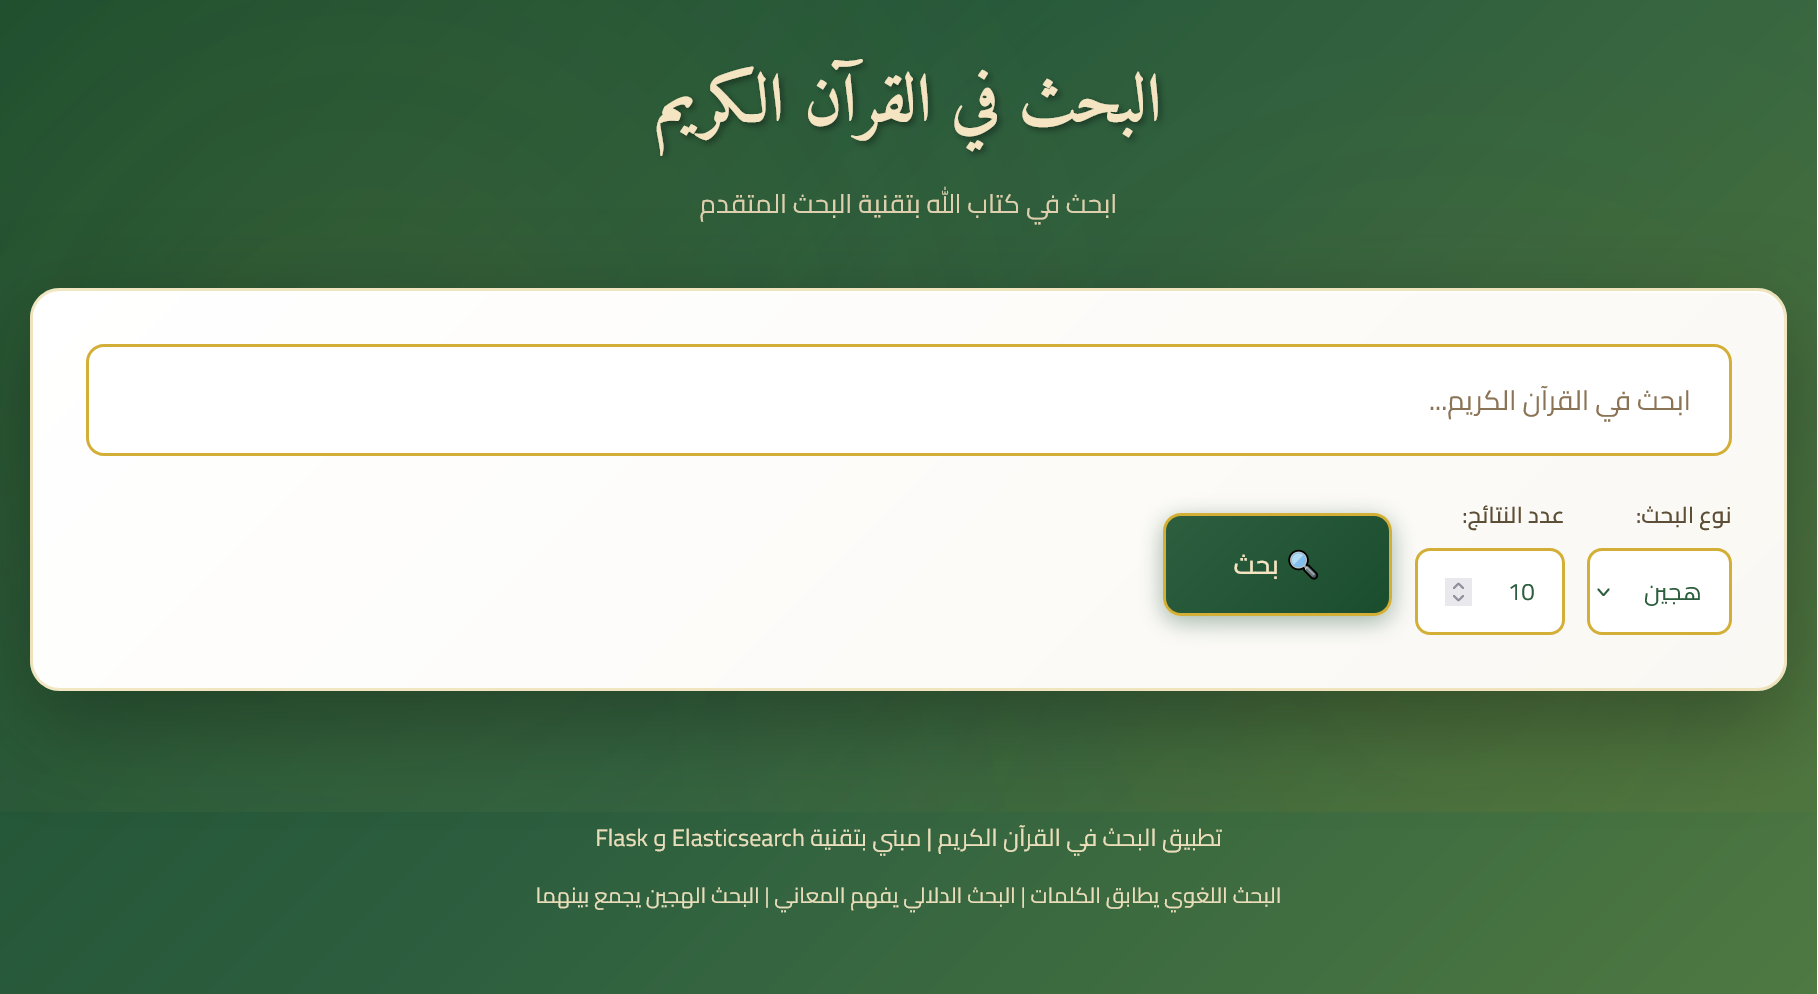 البحث في القرآن الكريم
ابحث في كتاب الله بتقنية البحث المتقدم
ابحث في القرآن الكريم...
نوع البحث:
عدد النتائج:
هجين
10
🔍 بحث
تطبيق البحث في القرآن الكريم | مبني بتقنية Elasticsearch و Flask
البحث اللغوي يطابق الكلمات | البحث الدلالي يفهم المعاني | البحث الهجين يجمع بينهما